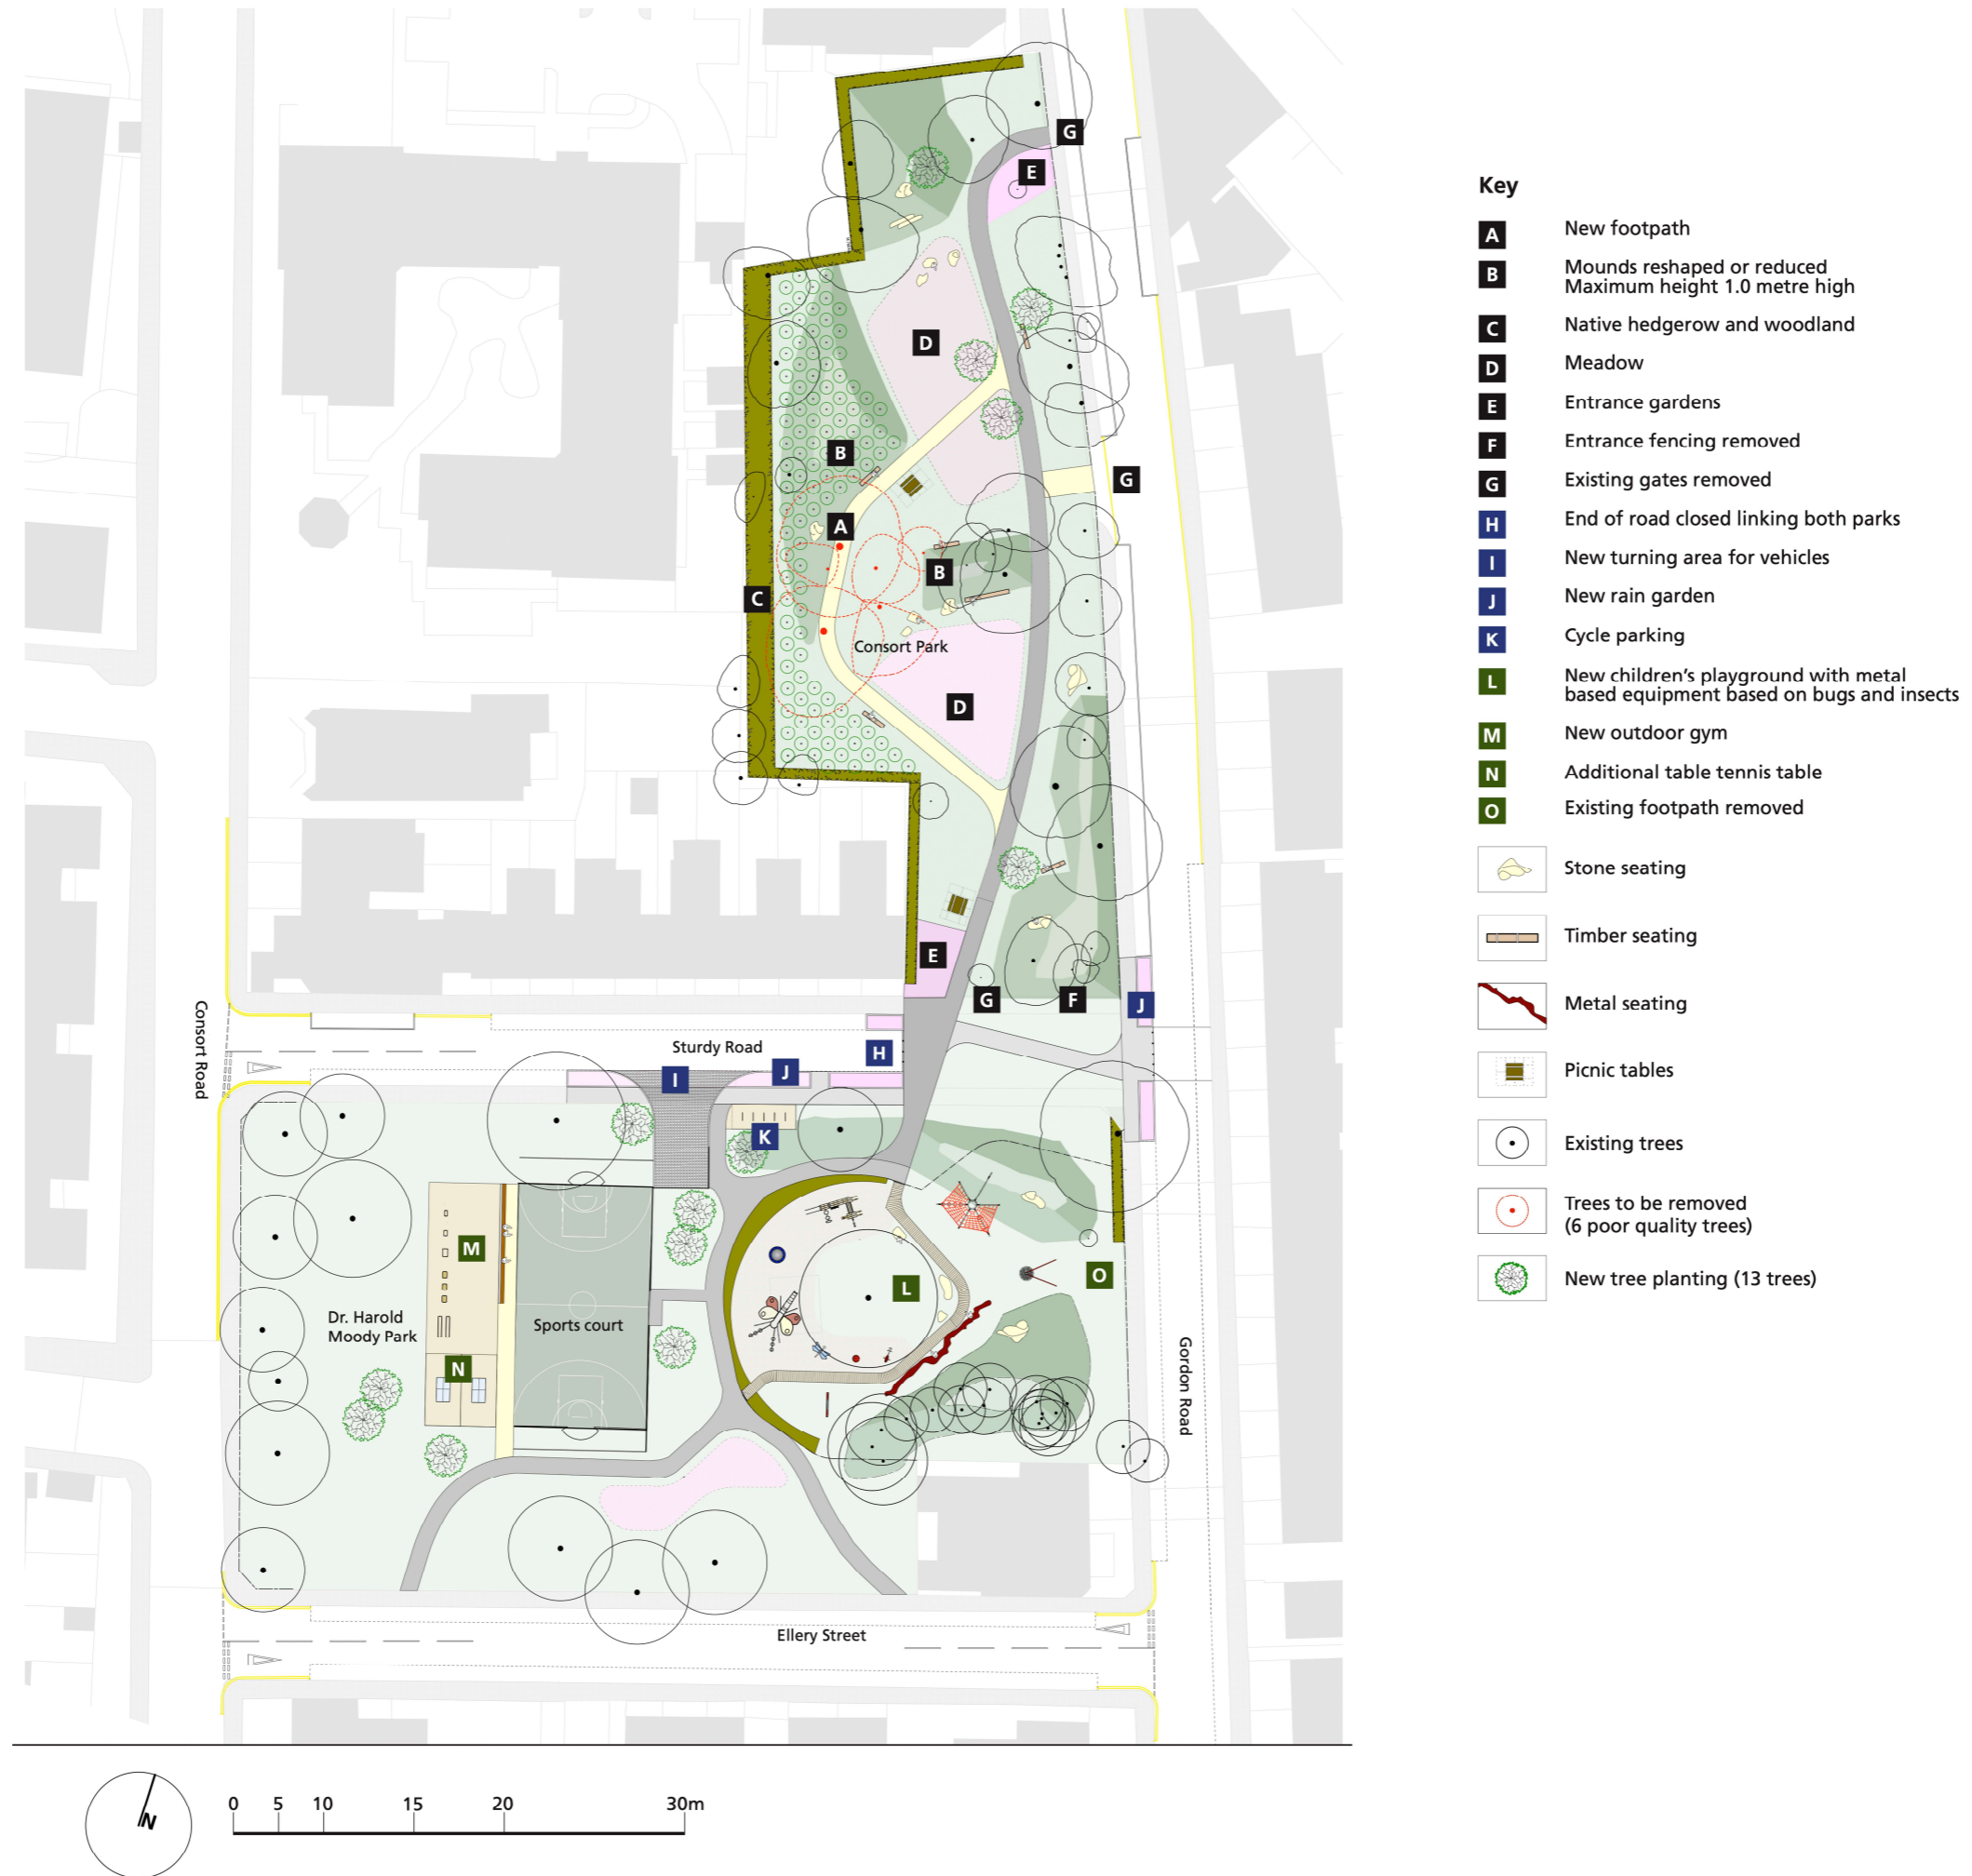 G
E
D
B
G
A
B
C
Consort Park
D
E
G
F
J
Consort Road
Sturdy Road
H
J
I
K
M
O
L
Dr. Harold
Moody Park
Sports court
N
Gordon Road
Ellery Street
N
0 5 10 15 20 30m
Key
A New footpath
B Mounds reshaped or reduced
Maximum height 1.0 metre high
C Native hedgerow and woodland
D Meadow
E Entrance gardens
F Entrance fencing removed
G Existing gates removed
H End of road closed linking both parks
I New turning area for vehicles
J New rain garden
K Cycle parking
L New children's playground with metal
based equipment based on bugs and insects
M New outdoor gym
N Additional table tennis table
O Existing footpath removed
Stone seating
Timber seating
Metal seating
Picnic tables
Existing trees
Trees to be removed
(6 poor quality trees)
New tree planting (13 trees)